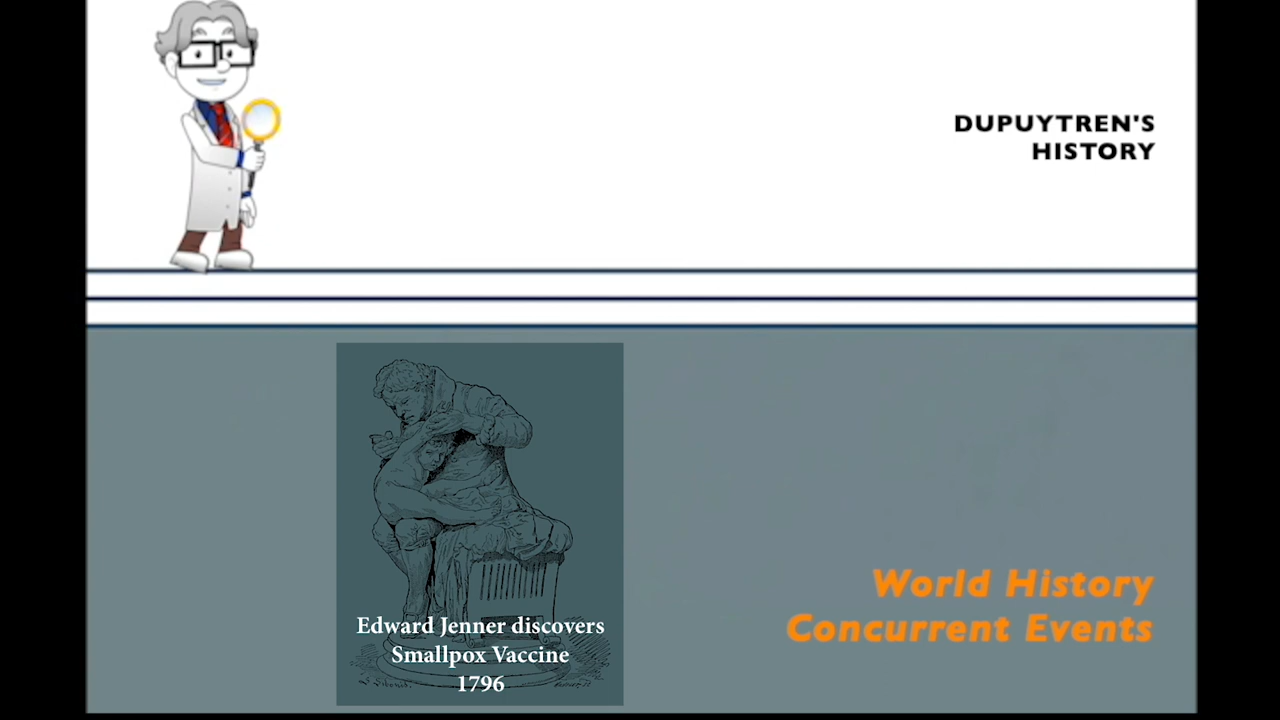 DUPUYTREN'S
HISTORY
Edward Jenner discovers
Smallpox Vaccine
1796
World History
Concurrent Events